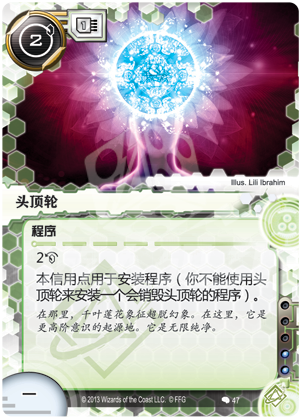 2
1
Illus. Lili Ibrahim
头顶轮
程序
2
本信用点用于安装程序（你不能使用头
顶轮来安装一个会销毁头顶轮的程序）。
在那里，千叶莲花象征超脱幻象。在这里，它是
更高阶意识的起源地。它是无限纯净。
–
© 2013 Wizards of the Coast LLC. © FFG
47